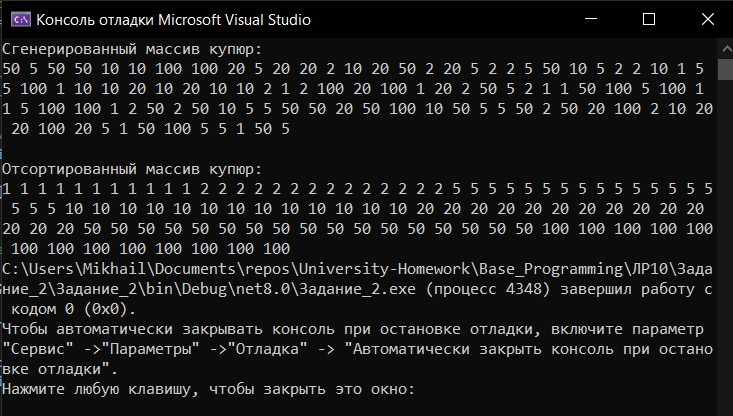 Консоль отладки Microsoft Visual Studio
Сгенерированный массив купюр:
50 5 50 50 10 10 100 100 20 5 20 20 2 10 20 50 2 20 5 2 2 5 50 10 5 2 2 10 1 5
5 100 1 10 10 20 10 20 10 10 2 1 2 100 20 100 1 20 2 50 5 2 1 1 50 100 5 100 1
1 5 100 100 1 2 50 2 50 10 5 5 50 50 20 50 100 10 50 5 5 50 2 50 20 100 2 10 20
20 100 20 5 1 50 100 5 5 1 50 5
Отсортированный массив купюр:
1 1 1 1 1 1 1 1 1 1 1 2 2 2 2 2 2 2 2 2 2 2 2 2 2 5 5 5 5 5 5 5 5 5 5 5 5 5 5 5
5 5 5 10 10 10 10 10 10 10 10 10 10 10 10 10 20 20 20 20 20 20 20 20 20 20 20
20 20 20 50 50 50 50 50 50 50 50 50 50 50 50 50 50 50 50 50 100 100 100 100 100
100 100 100 100 100 100 100 100
C:\Users\Mikhail\Documents\repos\University-Homework\Base_Programming\ЛР10\Зада
ние_2\Задание_2\bin\Debug\net8.0\Задание_2.exe (процесс 4348) завершил работу с
кодом 0 (0x0).
Чтобы автоматически закрывать консоль при остановке отладки, включите параметр
"Сервис" ->"Параметры" ->"Отладка" -> "Автоматически закрыть консоль при остано
вке отладки".
Нажмите любую клавишу, чтобы закрыть это окно: